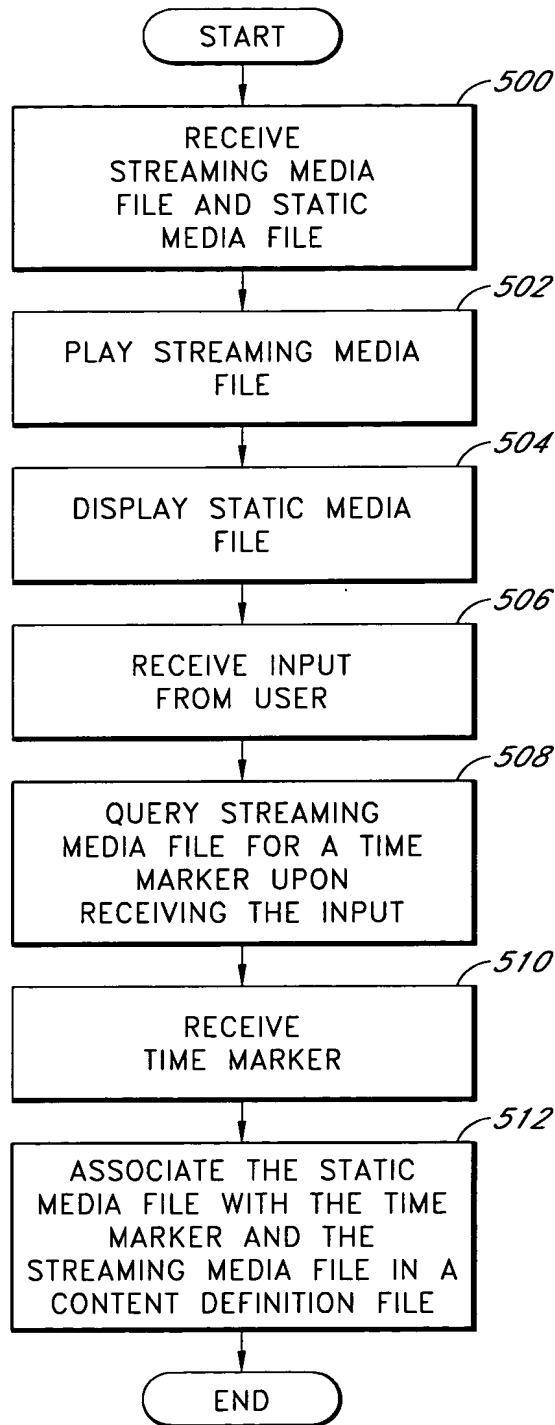 START
500
RECEIVE
STREAMING MEDIA
FILE AND STATIC
MEDIA FILE
502
PLAY STREAMING MEDIA
FILE
504
DISPLAY STATIC MEDIA
FILE
506
RECEIVE INPUT
FROM USER
508
QUERY STREAMING
MEDIA FILE FOR A TIME
MARKER UPON
RECEIVING THE INPUT
510
RECEIVE
TIME MARKER
512
ASSOCIATE THE STATIC
MEDIA FILE WITH THE TIME
MARKER AND THE
STREAMING MEDIA FILE IN A
CONTENT DEFINITION FILE
END